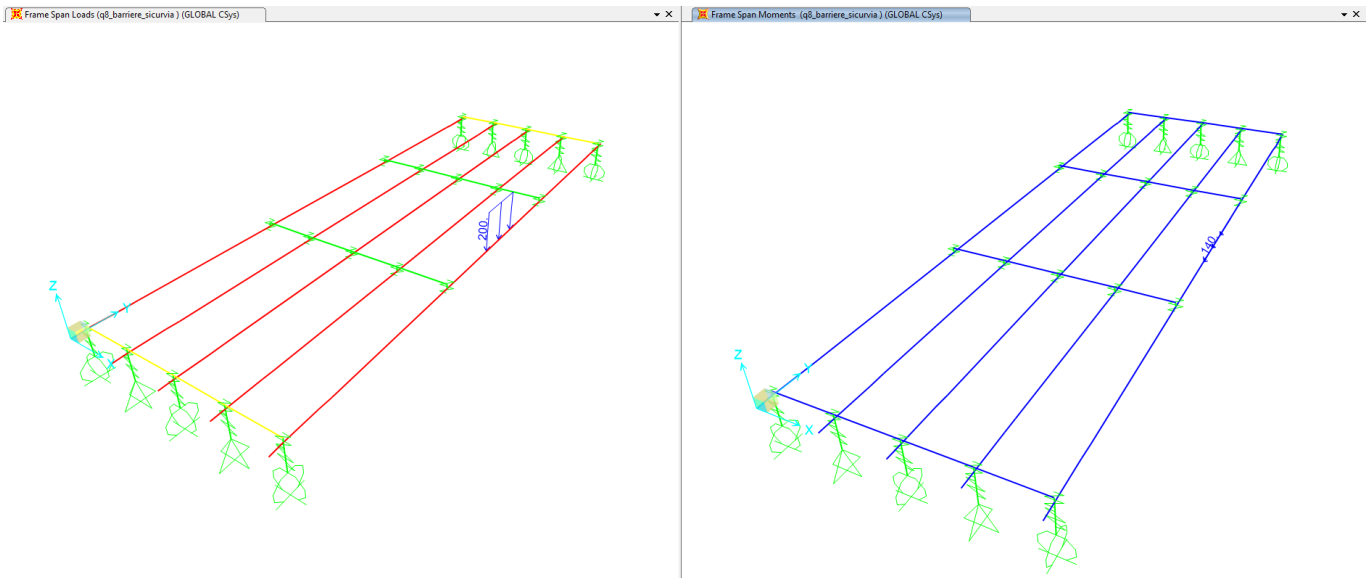 Frame Span Loads (q8_barriere_sicurvia ) (GLOBAL CSys)
Frame Span Moments (q8_barriere_sicurvia ) (GLOBAL CSys)
200.
Z
Y
X
140
Z
Y
X